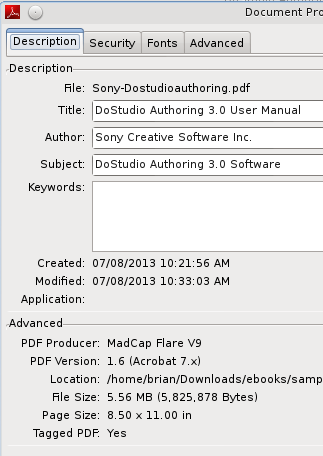 Document Pro
Description Security Fonts Advanced
Description
File: Sony-Dostudioauthoring.pdf
Title: DoStudio Authoring 3.0 User Manual
Author: Sony Creative Software Inc.
Subject: DoStudio Authoring 3.0 Software
Keywords:
Created: 07/08/2013 10:21:56 AM
Modified: 07/08/2013 10:33:03 AM
Application:
Advanced
PDF Producer: MadCap Flare V9
PDF Version: 1.6 (Acrobat 7.x)
Location: /home/brian/Downloads/ebooks/samp
File Size: 5.56 MB (5,825,878 Bytes)
Page Size: 8.50 x 11.00 in
Tagged PDF: Yes